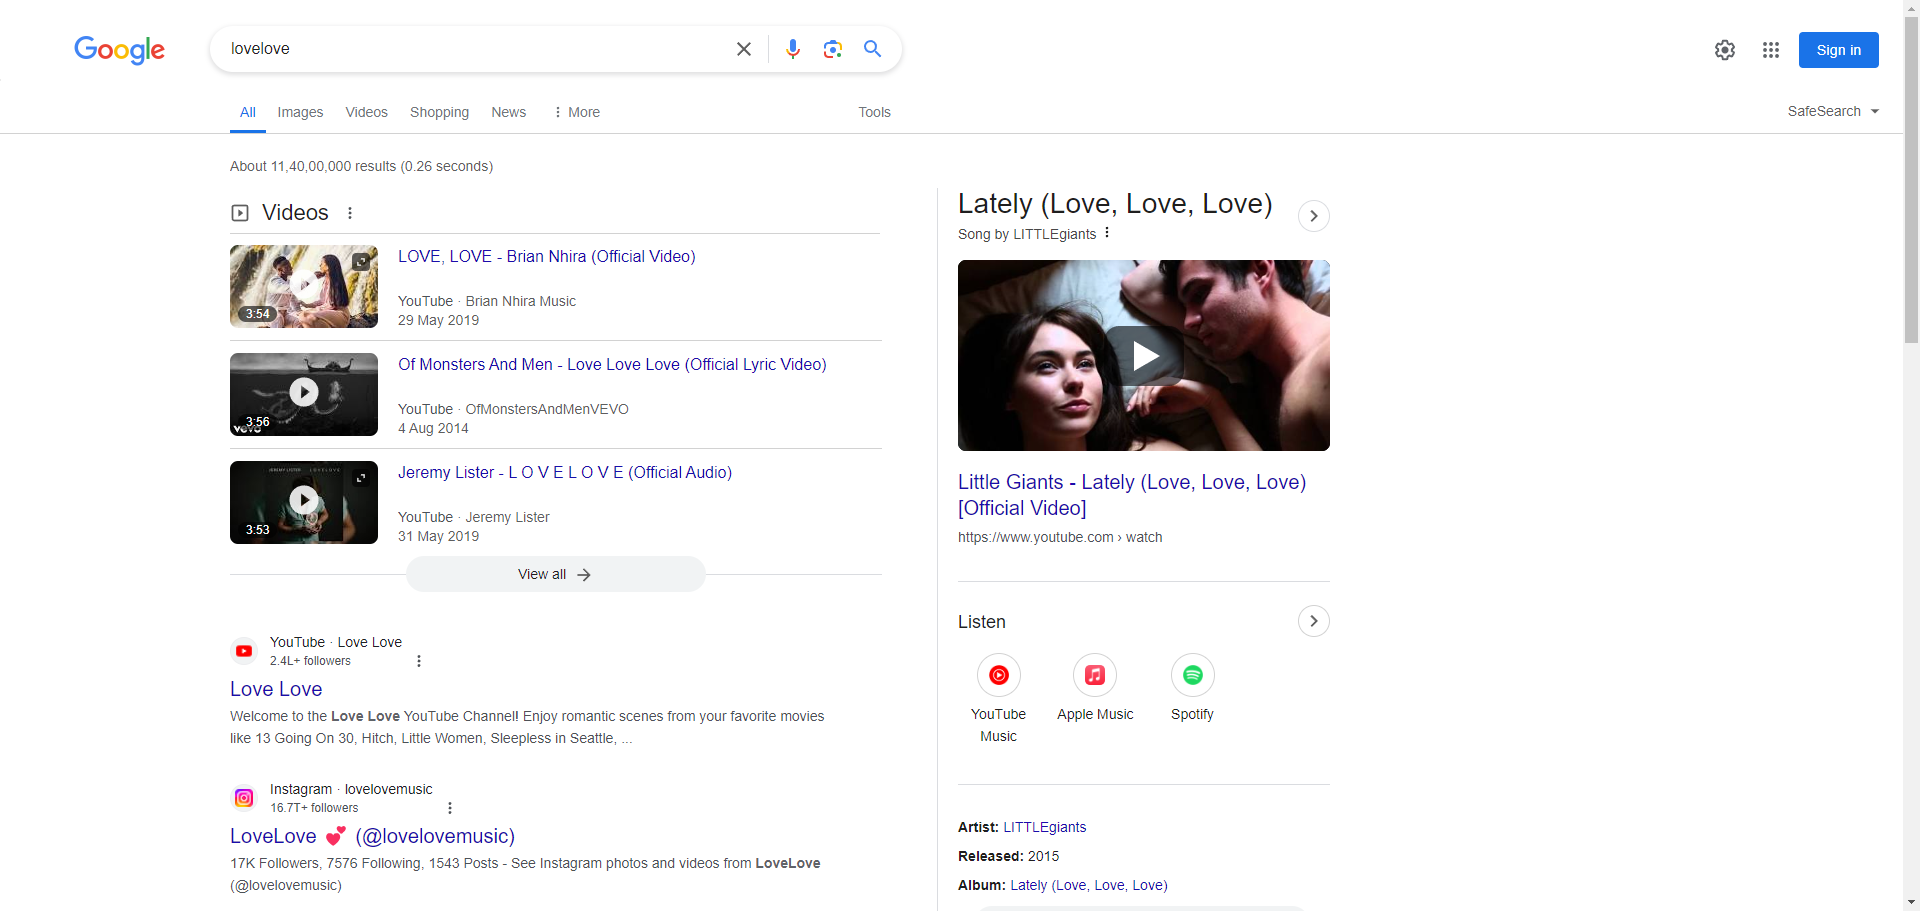 Google
lovelove
Sign in
All
Images
Videos
Shopping
News
More
Tools
SafeSearch
About 11,40,00,000 results (0.26 seconds)
Videos
3:54
LOVE, LOVE - Brian Nhira (Official Video)
YouTube · Brian Nhira Music
29 May 2019
3:56
vevo
Of Monsters And Men - Love Love Love (Official Lyric Video)
YouTube · OfMonstersAndMenVEVO
4 Aug 2014
JEREMY LISTER LOVELOVE
3:53
Jeremy Lister - L O V E L O V E (Official Audio)
YouTube · Jeremy Lister
31 May 2019
View all
YouTube · Love Love
2.4L+ followers
Love Love
Welcome to the Love Love YouTube Channel! Enjoy romantic scenes from your favorite movies
like 13 Going On 30, Hitch, Little Women, Sleepless in Seattle, ...
Instagram · lovelovemusic
16.7T+ followers
LoveLove 💕 (@lovelovemusic)
17K Followers, 7576 Following, 1543 Posts - See Instagram photos and videos from LoveLove
(@lovelovemusic)
Lately (Love, Love, Love)
Song by LITTLEgiants
Little Giants - Lately (Love, Love, Love)
[Official Video]
https://www.youtube.com › watch
Listen
YouTube
Music
Apple Music
Spotify
Artist: LITTLEgiants
Released: 2015
Album: Lately (Love, Love, Love)